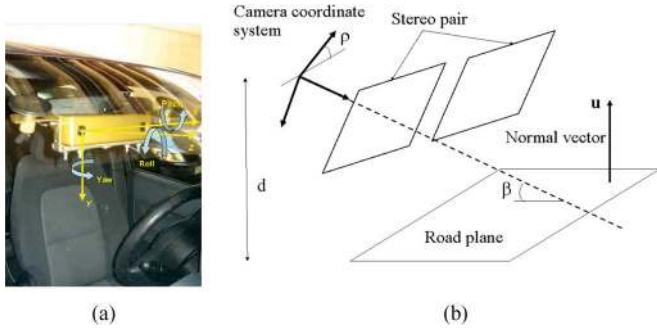 Pitch
X
Z
Roll
Yaw
Y
(a)
Camera coordinate
system
ρ
Stereo pair
d
u
Normal vector
β
Road plane
(b)